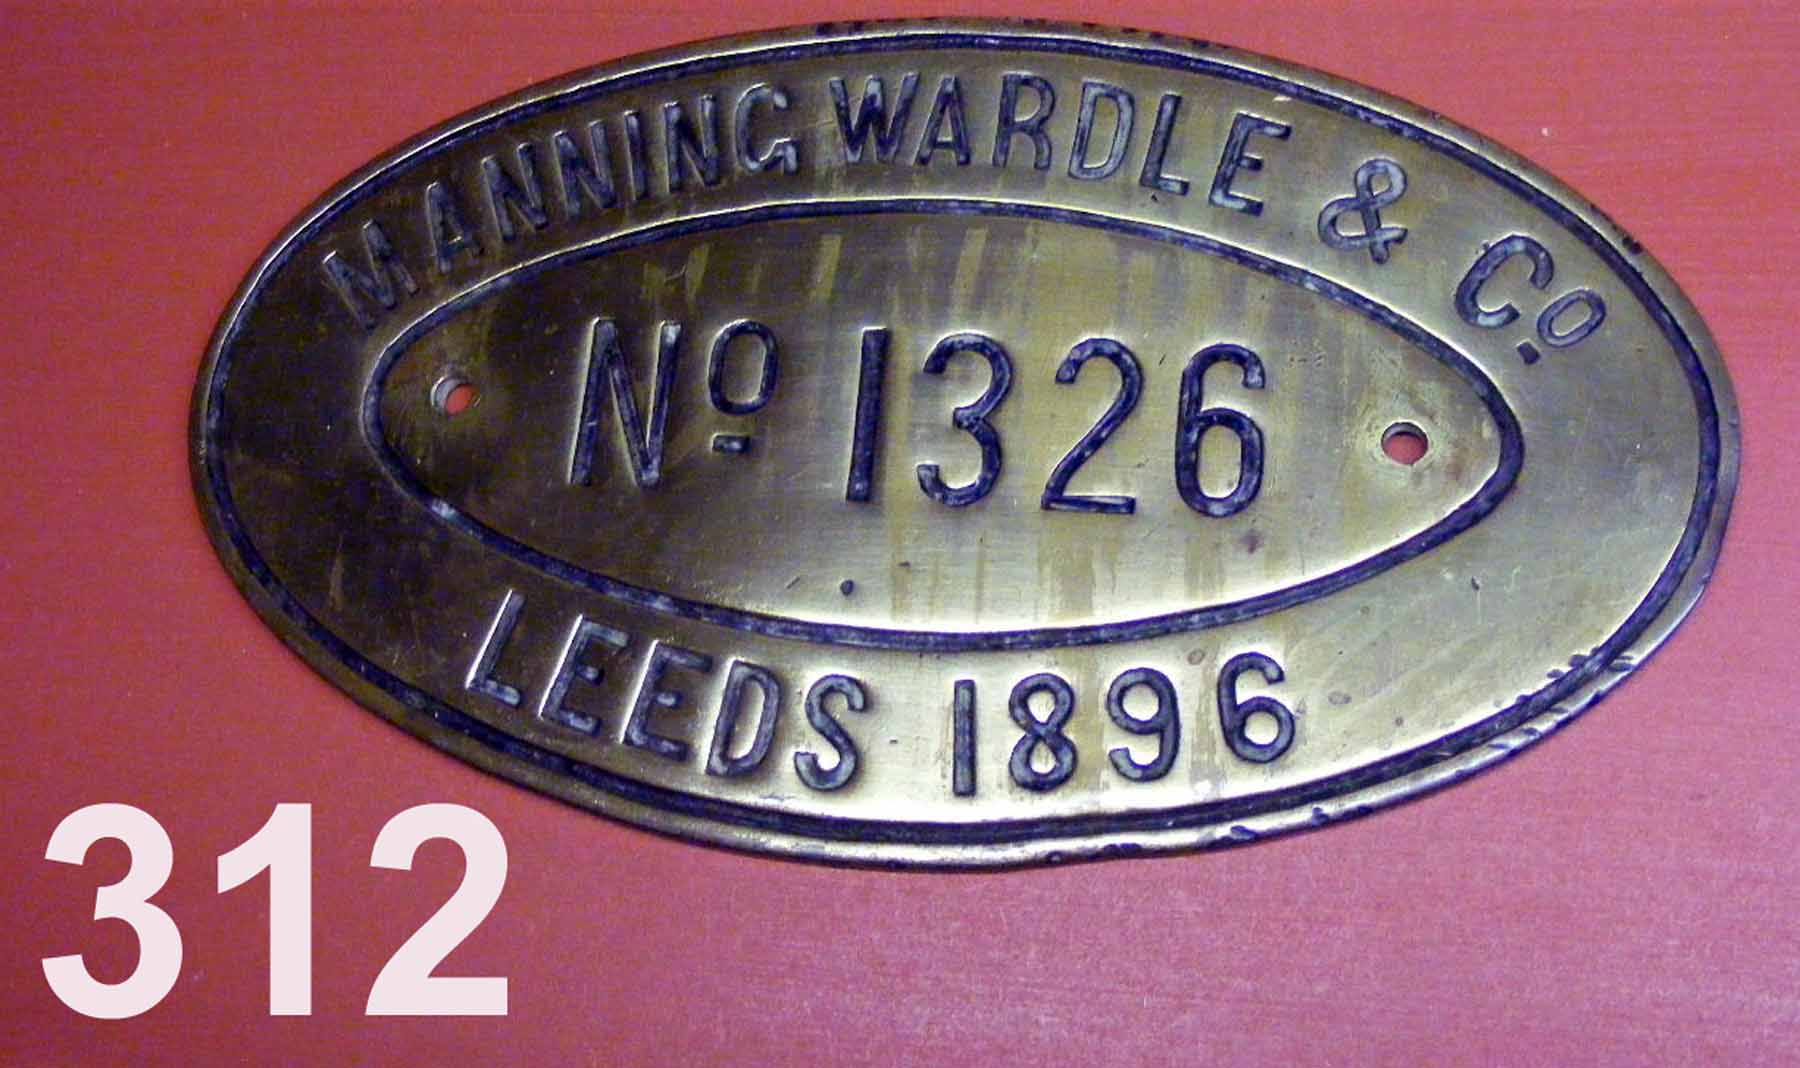 MANNING WARDLE & Cº.
Nº 1326
LEEDS 1896
312